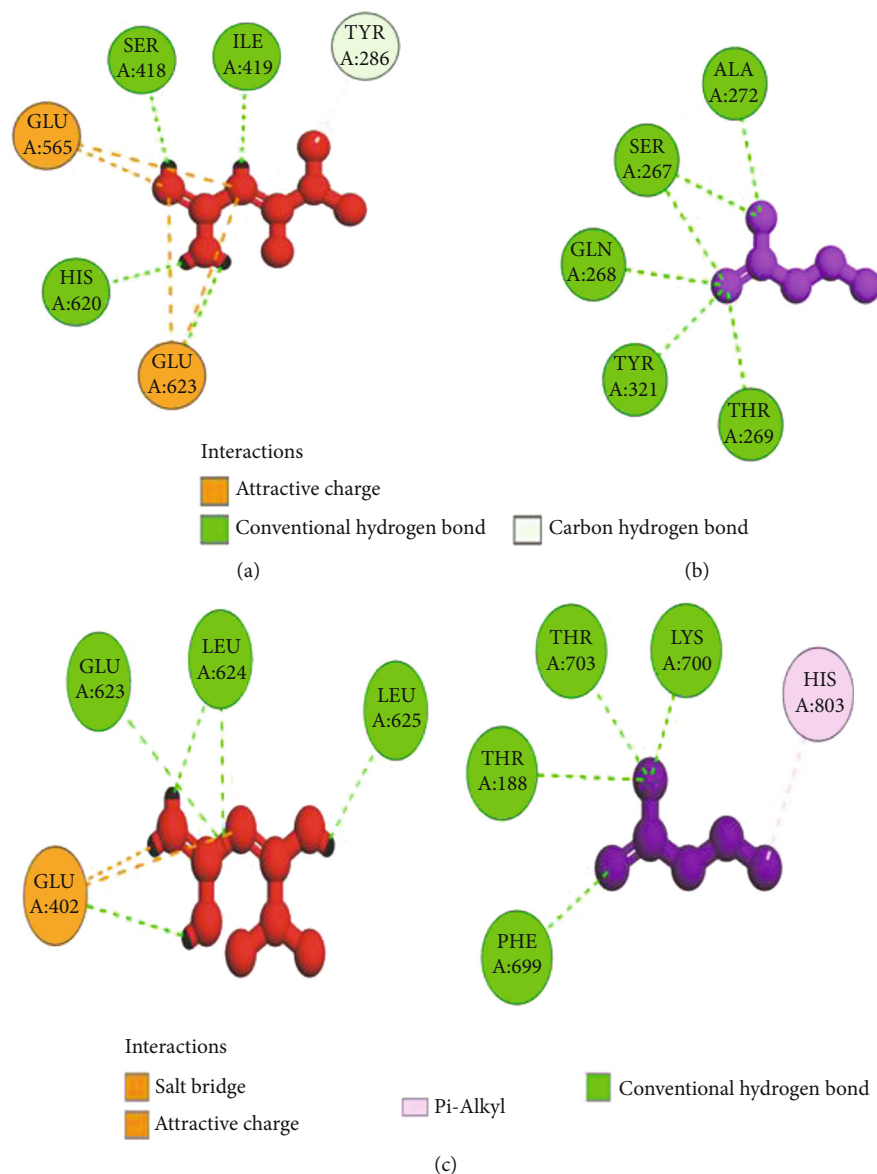 SER
A:418
ILE
A:419
TYR
A:286
GLU
A:565
HIS
A:620
GLU
A:623
ALA
A:272
SER
A:267
GLN
A:268
TYR
A:321
THR
A:269
Interactions
Attractive charge
Conventional hydrogen bond
Carbon hydrogen bond
(a)
(b)
GLU
A:623
LEU
A:624
LEU
A:625
GLU
A:402
THR
A:703
LYS
A:700
HIS
A:803
THR
A:188
PHE
A:699
Interactions
Salt bridge
Attractive charge
Pi-Alkyl
Conventional hydrogen bond
(c)